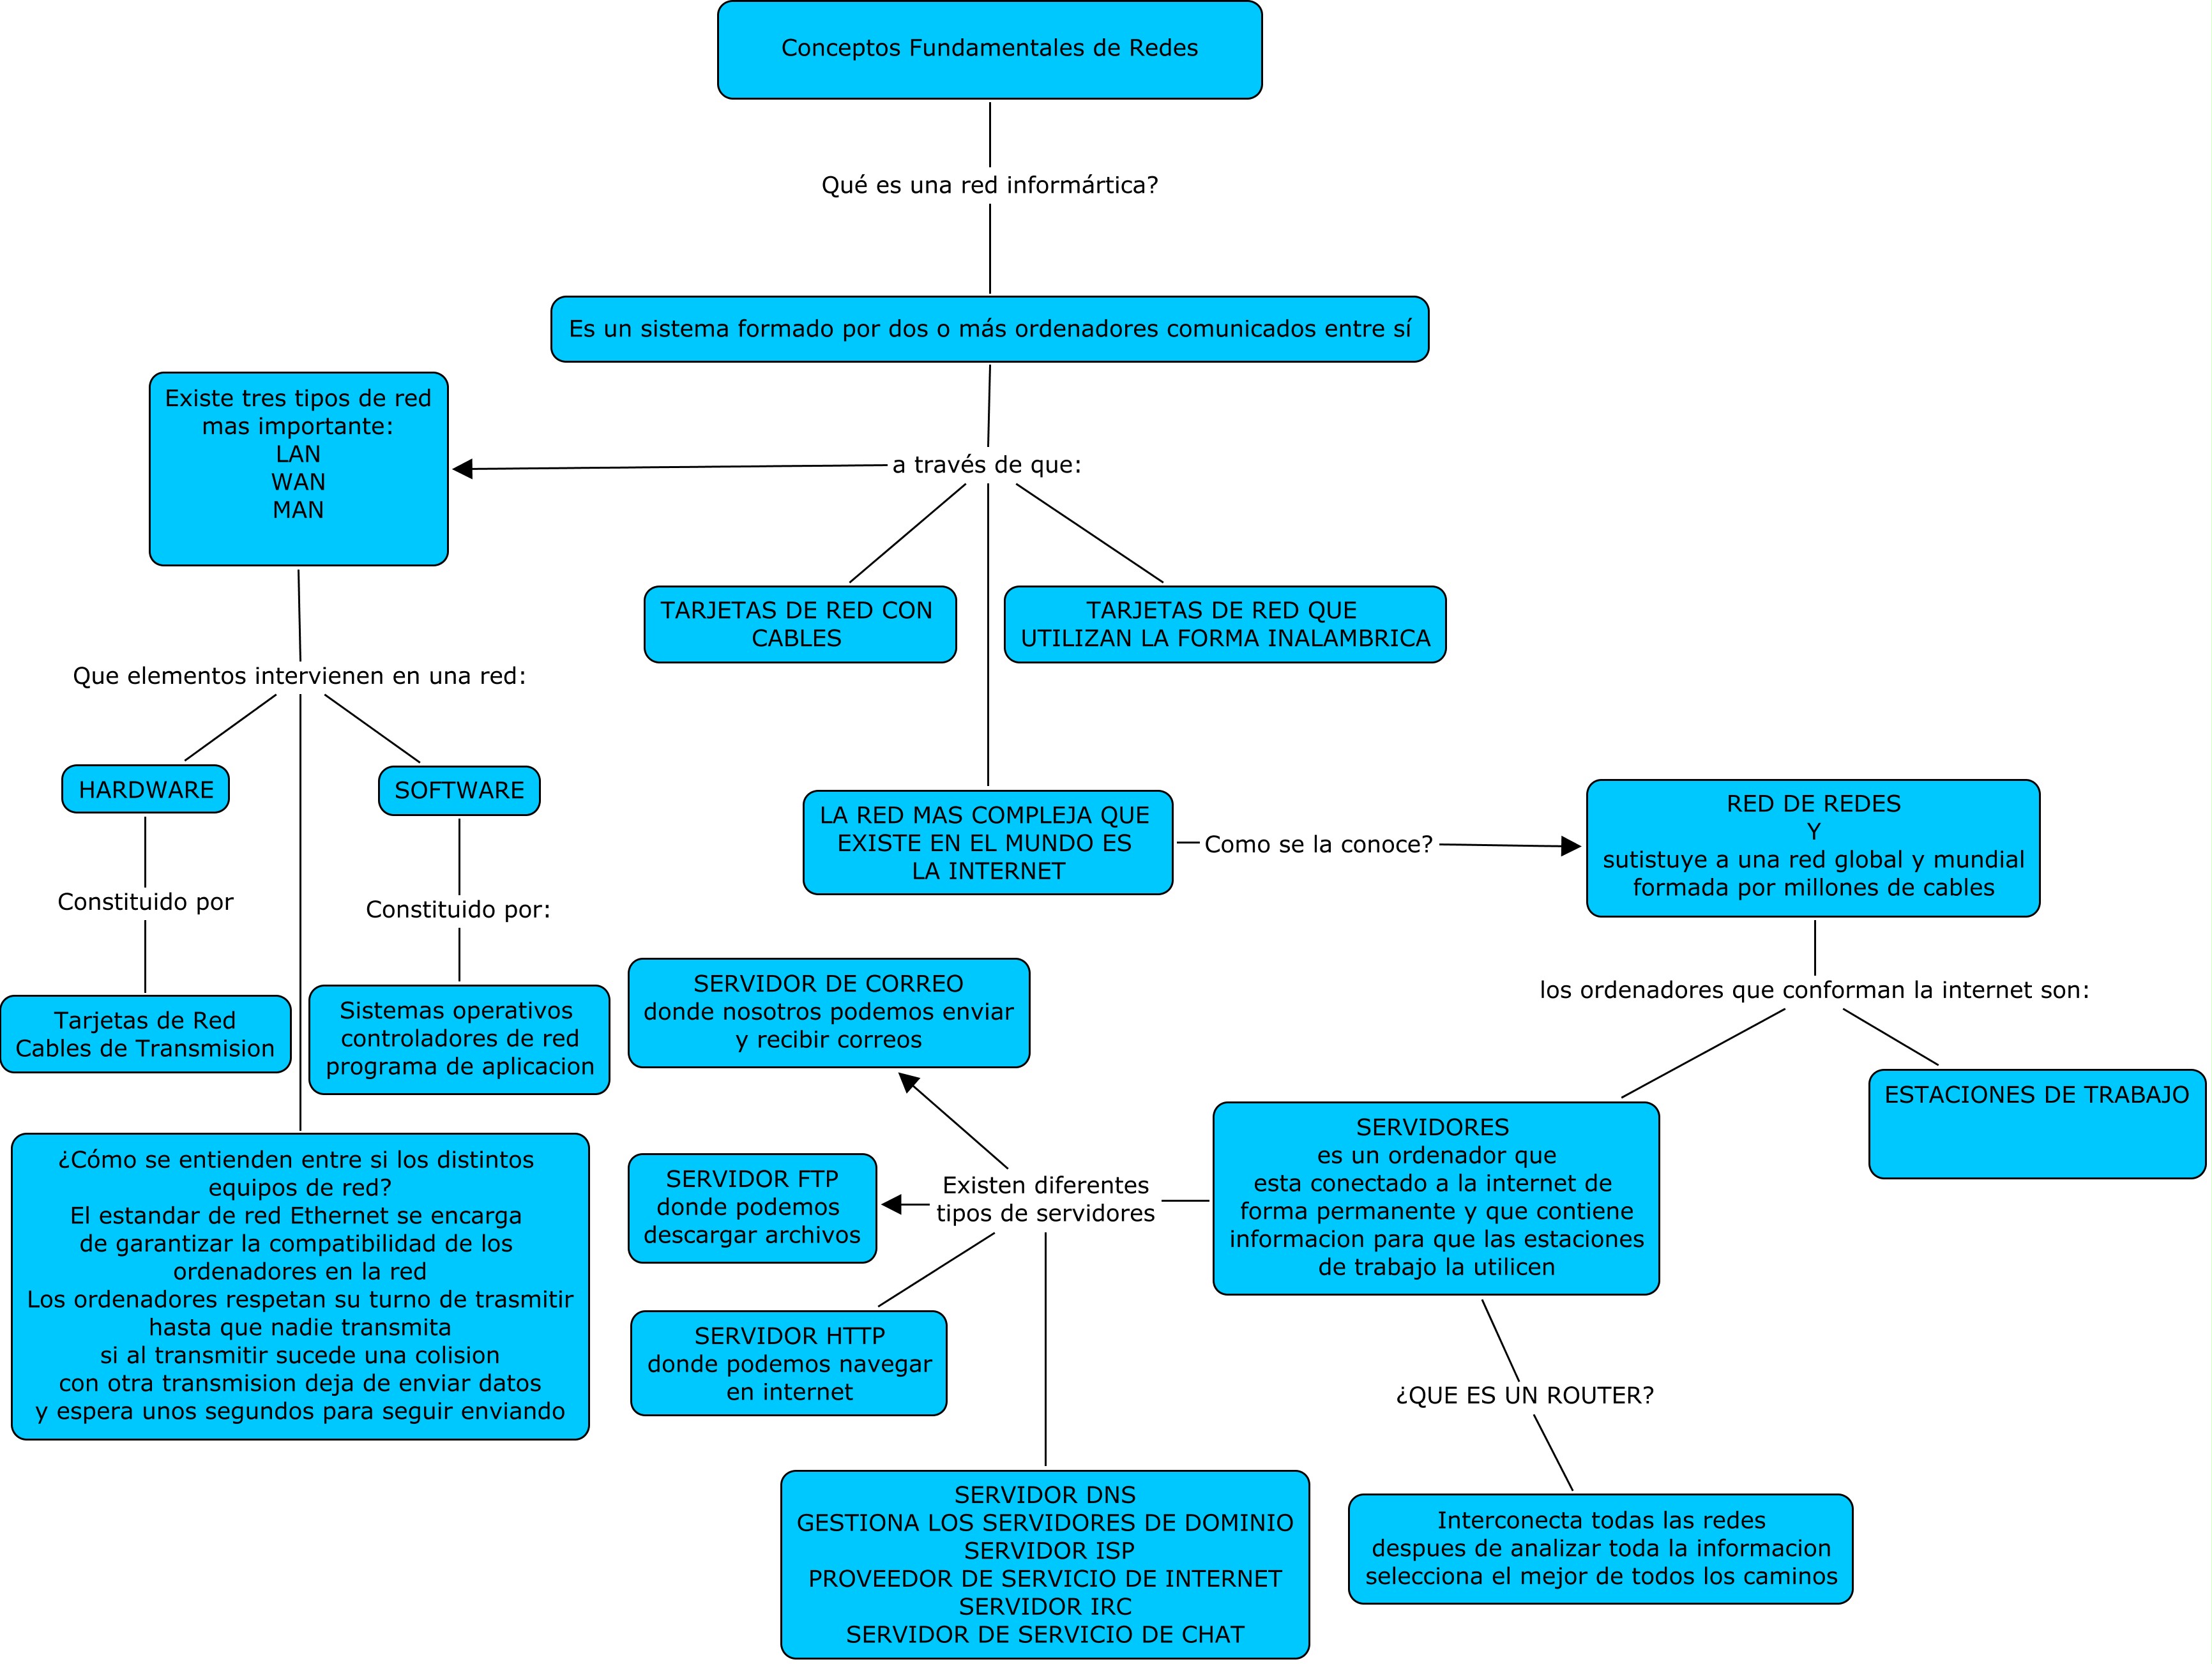 Conceptos Fundamentales de Redes
Qué es una red informártica?
Es un sistema formado por dos o más ordenadores comunicados entre sí
Existe tres tipos de red
mas importante:
LAN
WAN
MAN
a través de que:
TARJETAS DE RED CON
CABLES
TARJETAS DE RED QUE
UTILIZAN LA FORMA INALAMBRICA
Que elementos intervienen en una red:
HARDWARE
SOFTWARE
LA RED MAS COMPLEJA QUE
EXISTE EN EL MUNDO ES
LA INTERNET
Como se la conoce?
RED DE REDES
Y
sutistuye a una red global y mundial
formada por millones de cables
Constituido por
Constituido por:
los ordenadores que conforman la internet son:
Tarjetas de Red
Cables de Transmision
Sistemas operativos
controladores de red
programa de aplicacion
SERVIDOR DE CORREO
donde nosotros podemos enviar
y recibir correos
ESTACIONES DE TRABAJO
SERVIDORES
es un ordenador que
esta conectado a la internet de
forma permanente y que contiene
informacion para que las estaciones
de trabajo la utilicen
Existen diferentes
tipos de servidores
SERVIDOR FTP
donde podemos
descargar archivos
¿Cómo se entienden entre si los distintos
equipos de red?
El estandar de red Ethernet se encarga
de garantizar la compatibilidad de los
ordenadores en la red
Los ordenadores respetan su turno de trasmitir
hasta que nadie transmita
si al transmitir sucede una colision
con otra transmision deja de enviar datos
y espera unos segundos para seguir enviando
SERVIDOR HTTP
donde podemos navegar
en internet
¿QUE ES UN ROUTER?
SERVIDOR DNS
GESTIONA LOS SERVIDORES DE DOMINIO
SERVIDOR ISP
PROVEEDOR DE SERVICIO DE INTERNET
SERVIDOR IRC
SERVIDOR DE SERVICIO DE CHAT
Interconecta todas las redes
despues de analizar toda la informacion
selecciona el mejor de todos los caminos